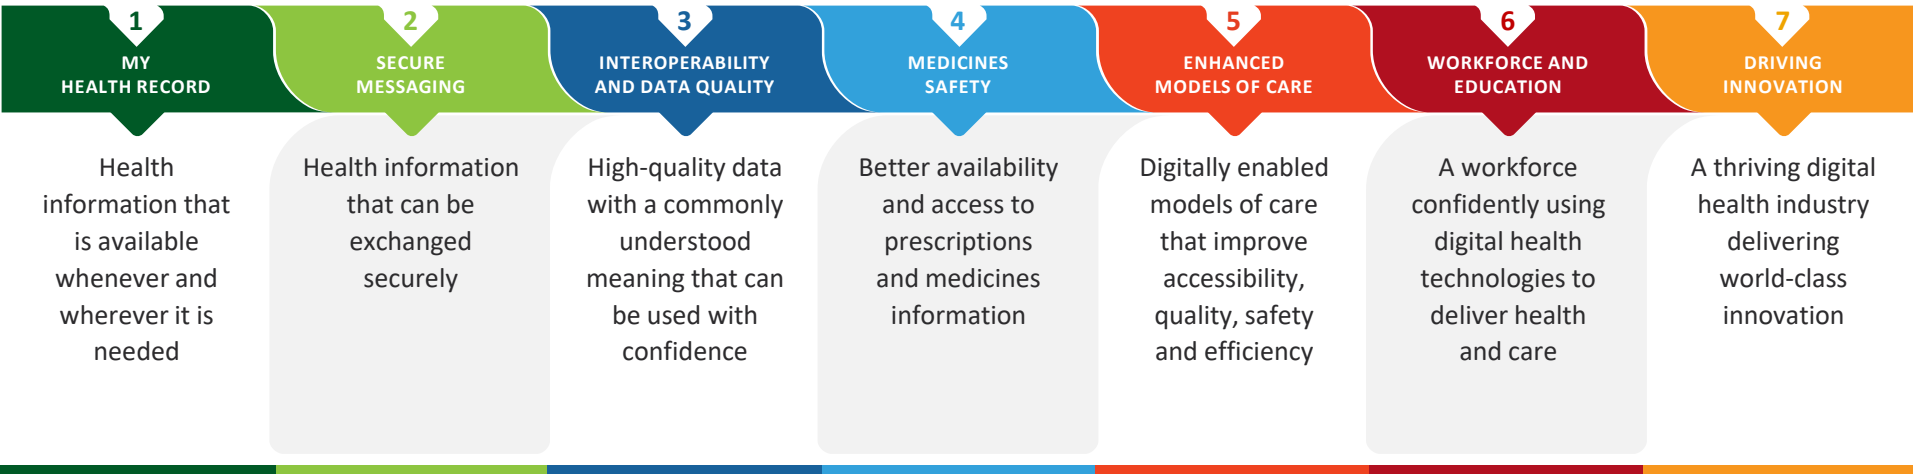 1
MY
HEALTH RECORD
Health
information that
is available
whenever and
wherever it is
needed
2
SECURE
MESSAGING
Health information
that can be
exchanged
securely
3
INTEROPERABILITY
AND DATA QUALITY
High-quality data
with a commonly
understood
meaning that can
be used with
confidence
4
MEDICINES
SAFETY
Better availability
and access to
prescriptions
and medicines
information
5
ENHANCED
MODELS OF CARE
Digitally enabled
models of care
that improve
accessibility,
quality, safety
and efficiency
6
WORKFORCE AND
EDUCATION
A workforce
confidently using
digital health
technologies to
deliver health
and care
7
DRIVING
INNOVATION
A thriving digital
health industry
delivering
world-class
innovation